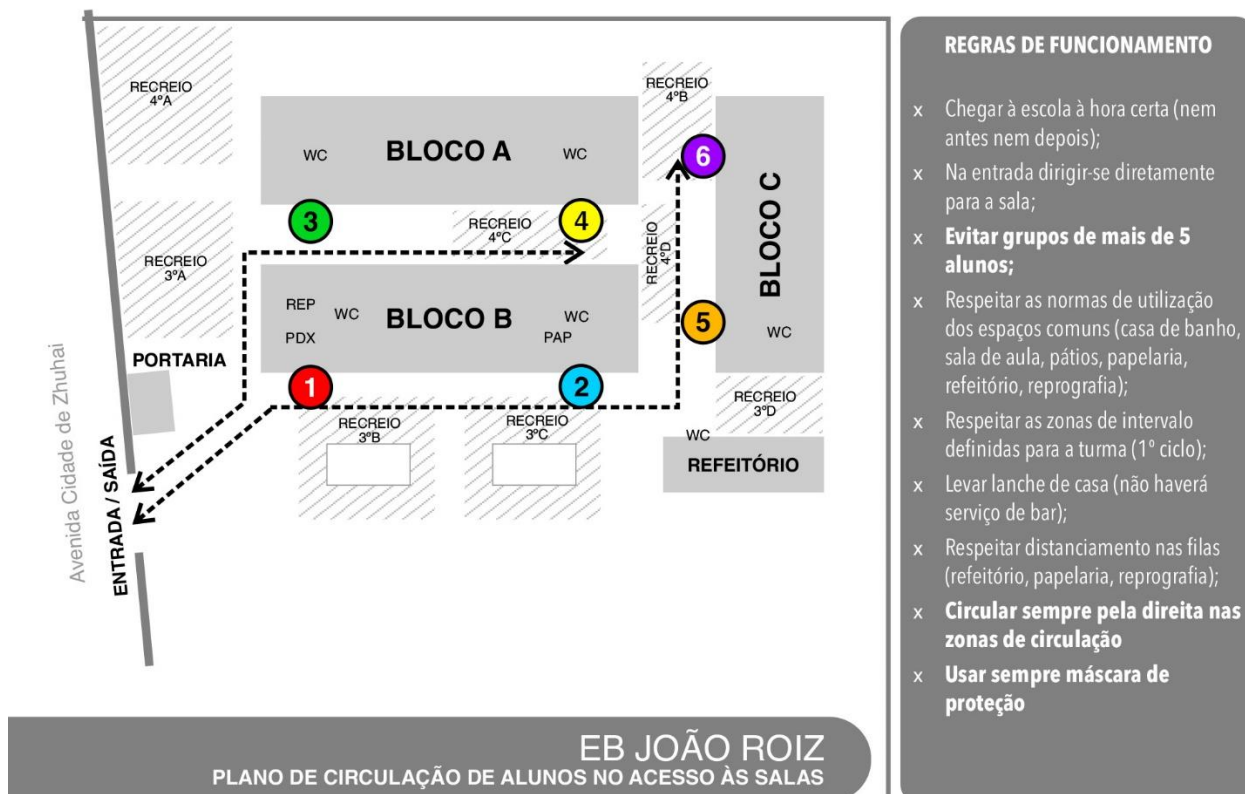 RECREIO
4ºA
RECREIO
4ºB
WC
BLOCO A
WC
6
3
4
RECREIO
4ºC
BLOCO C
RECREIO
3ºA
RECREIO
4ºD
REP
WC
BLOCO B
WC
PDX
PAP
5
WC
PORTARIA
1
2
RECREIO
3ºB
RECREIO
3ºC
RECREIO
3ºD
WC
REFEITÓRIO
Avenida Cidade de Zhuhai
ENTRADA / SAÍDA
EB JOÃO ROIZ
PLANO DE CIRCULAÇÃO DE ALUNOS NO ACESSO ÀS SALAS
REGRAS DE FUNCIONAMENTO
x Chegar à escola à hora certa (nem
antes nem depois);
x Na entrada dirigir-se diretamente
para a sala;
x Evitar grupos de mais de 5
alunos;
x Respeitar as normas de utilização
dos espaços comuns (casa de banho,
sala de aula, pátios, papelaria,
refeitório, reprografia);
x Respeitar as zonas de intervalo
definidas para a turma (1º ciclo);
x Levar lanche de casa (não haverá
serviço de bar);
x Respeitar distanciamento nas filas
(refeitório, papelaria, reprografia);
x Circular sempre pela direita nas
zonas de circulação
x Usar sempre máscara de
proteção